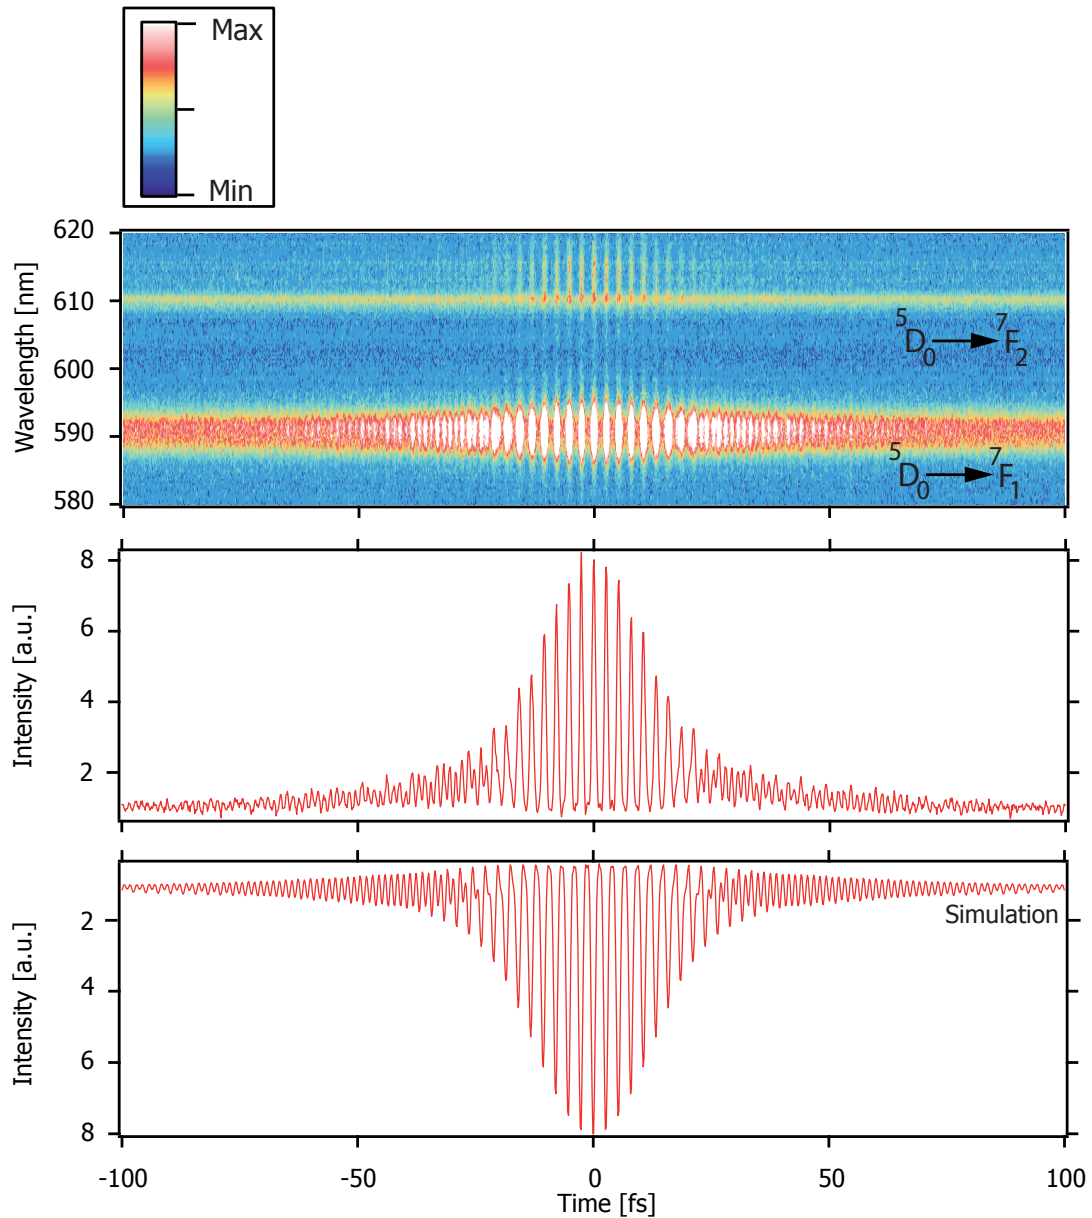 Max
Min
Wavelength [nm]
620
610
600
590
580
5D0 → 7F2
5D0 → 7F1
Intensity [a.u.]
8
6
4
2
Intensity [a.u.]
2
4
6
8
Simulation
-100 -50 0 50 100
Time [fs]